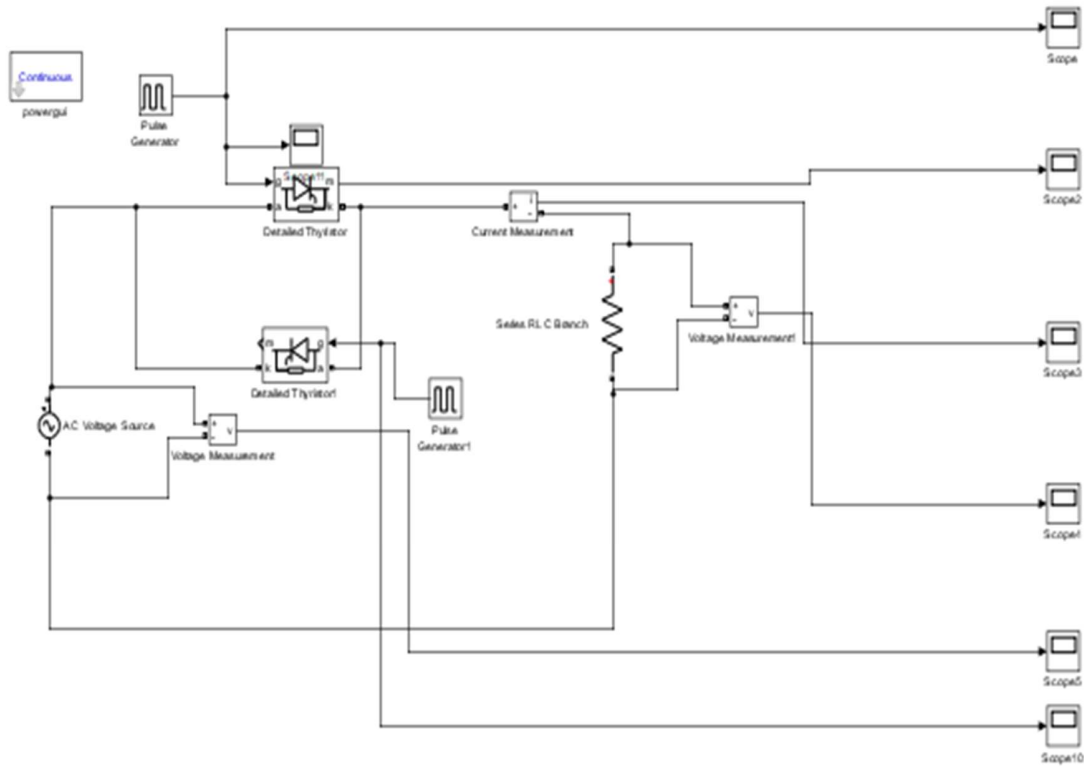 Scope
Continuous
powergui
Pulse
Generator
Scope11
g
m
Scope2
a
k
Detailed Thyristor
+
i
-
Current Measurement
Series RLC Branch
+
-
v
Voltage Measurement1
Scope3
m
g
k
a
Detailed Thyristor1
AC Voltage Source
+
-
v
Voltage Measurement
Pulse
Generator1
Scope4
Scope5
Scope10